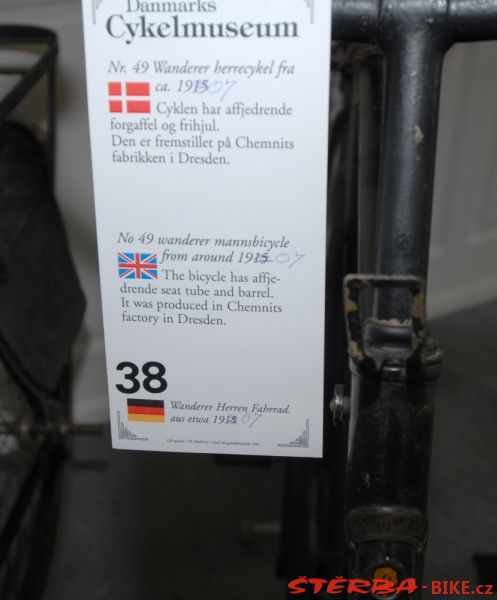 Danmarks
Cykelmuseum
Nr. 49 Wanderer herrecykel fra
ca. 1915 07
Cyklen har affjedrende
forgaffel og frihjul.
Den er fremstillet på Chemnits
fabrikken i Dresden.
No 49 wanderer mannsbicycle
from around 1915 07
The bicycle has affje-
drende seat tube and barrel.
It was produced in Chemnits
factory in Dresden.
38
Wanderer Herren Fahrrad.
aus etwa 1915 07
ŠTĚRBA-BIKE.cz